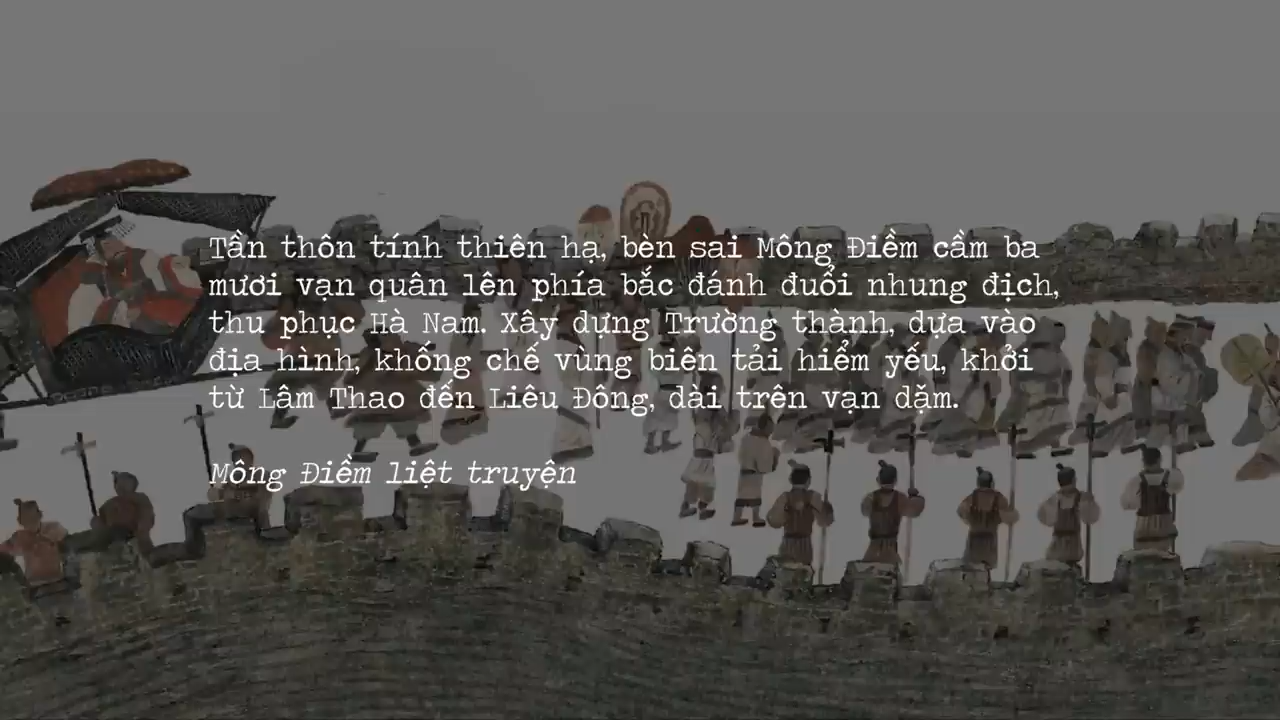 Tần thôn tính thiên hạ, bèn sai Mông Điềm cầm ba
mươi vạn quân lên phía bắc đánh đuổi nhung địch,
thu phục Hà Nam. Xây dựng Trường thành, dựa vào
địa hình, khống chế vùng biên tải hiểm yếu, khởi
từ Lâm Thao đến Liêu Đông, dài trên vạn dặm.
Mông Điềm liệt truyện